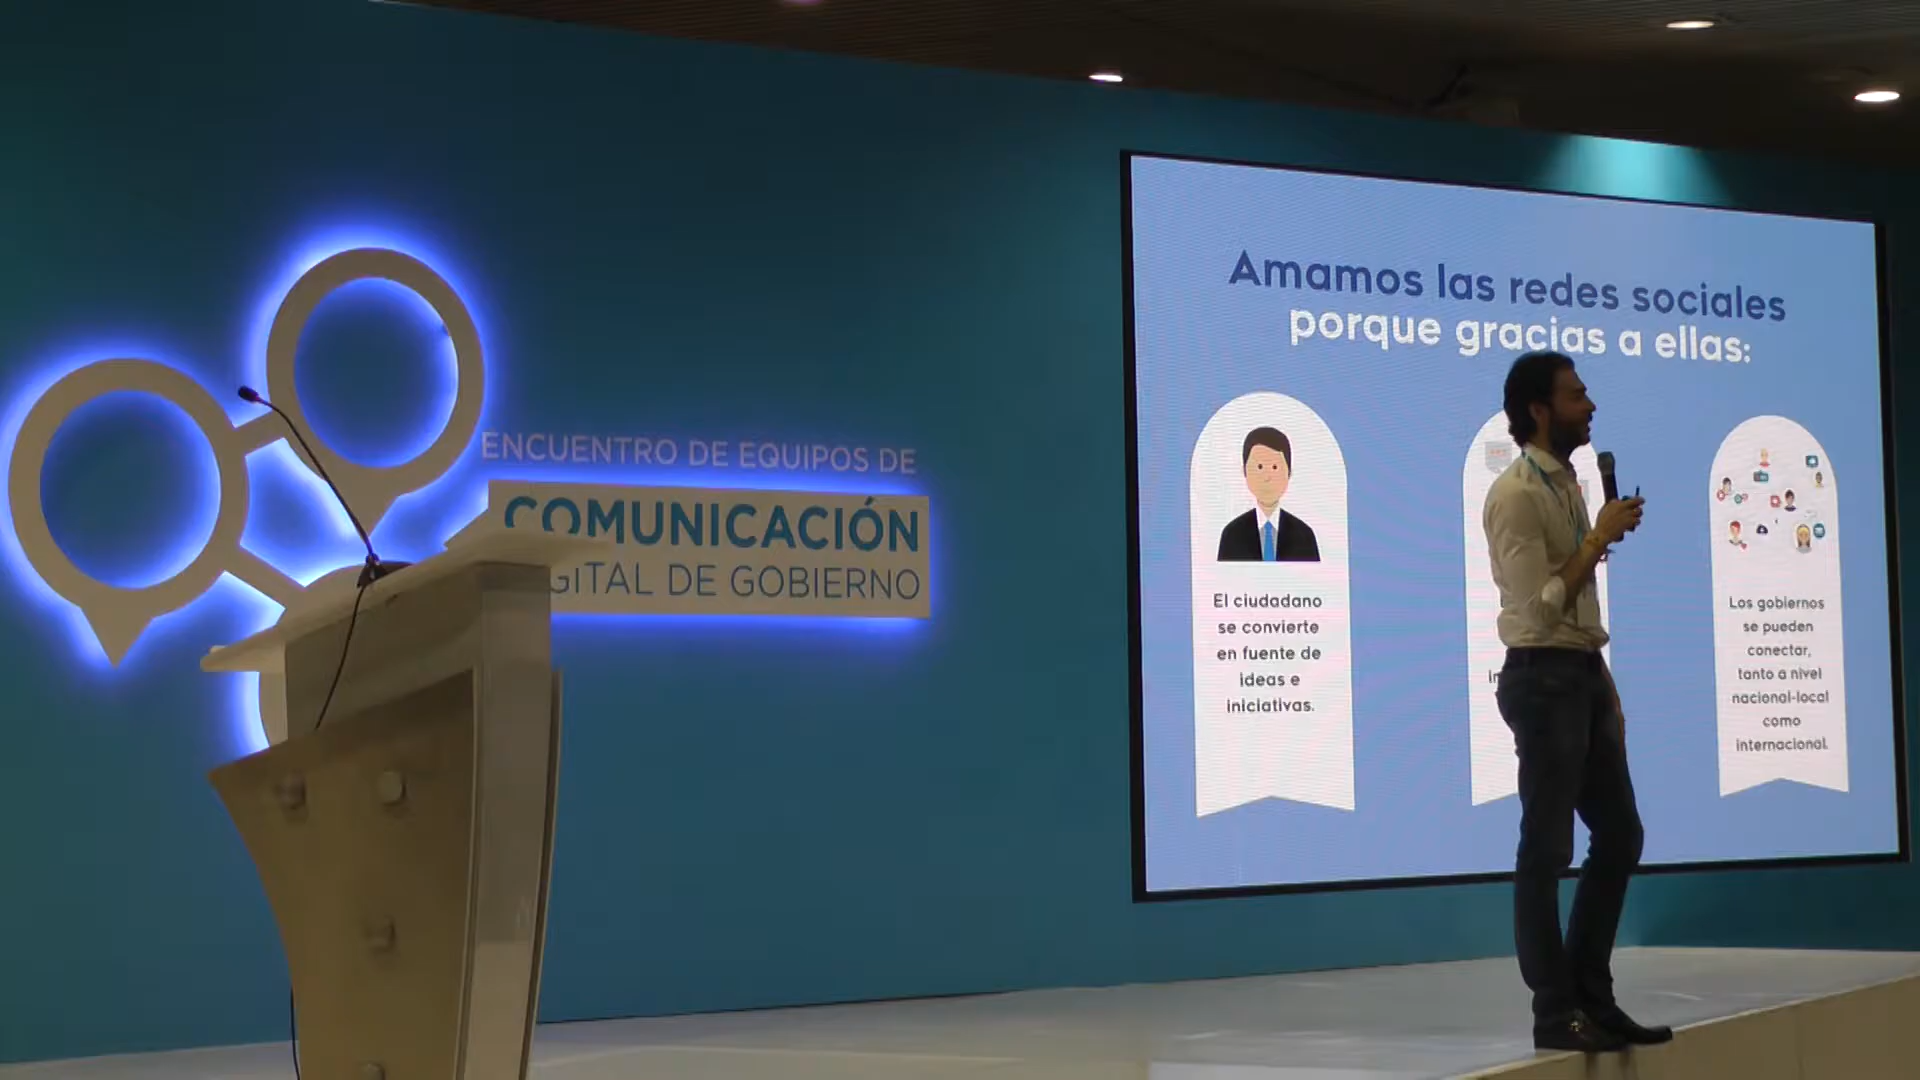 ENCUENTRO DE EQUIPOS DE
COMUNICACIÓN
DE GOBIERNO
Amamos las redes sociales
porque gracias a ellas:
El ciudadano
se convierte
en fuente de
ideas e
iniciativas.
Los gobiernos
se pueden
conectar,
tanto a nivel
nacional-local
como
internacional.